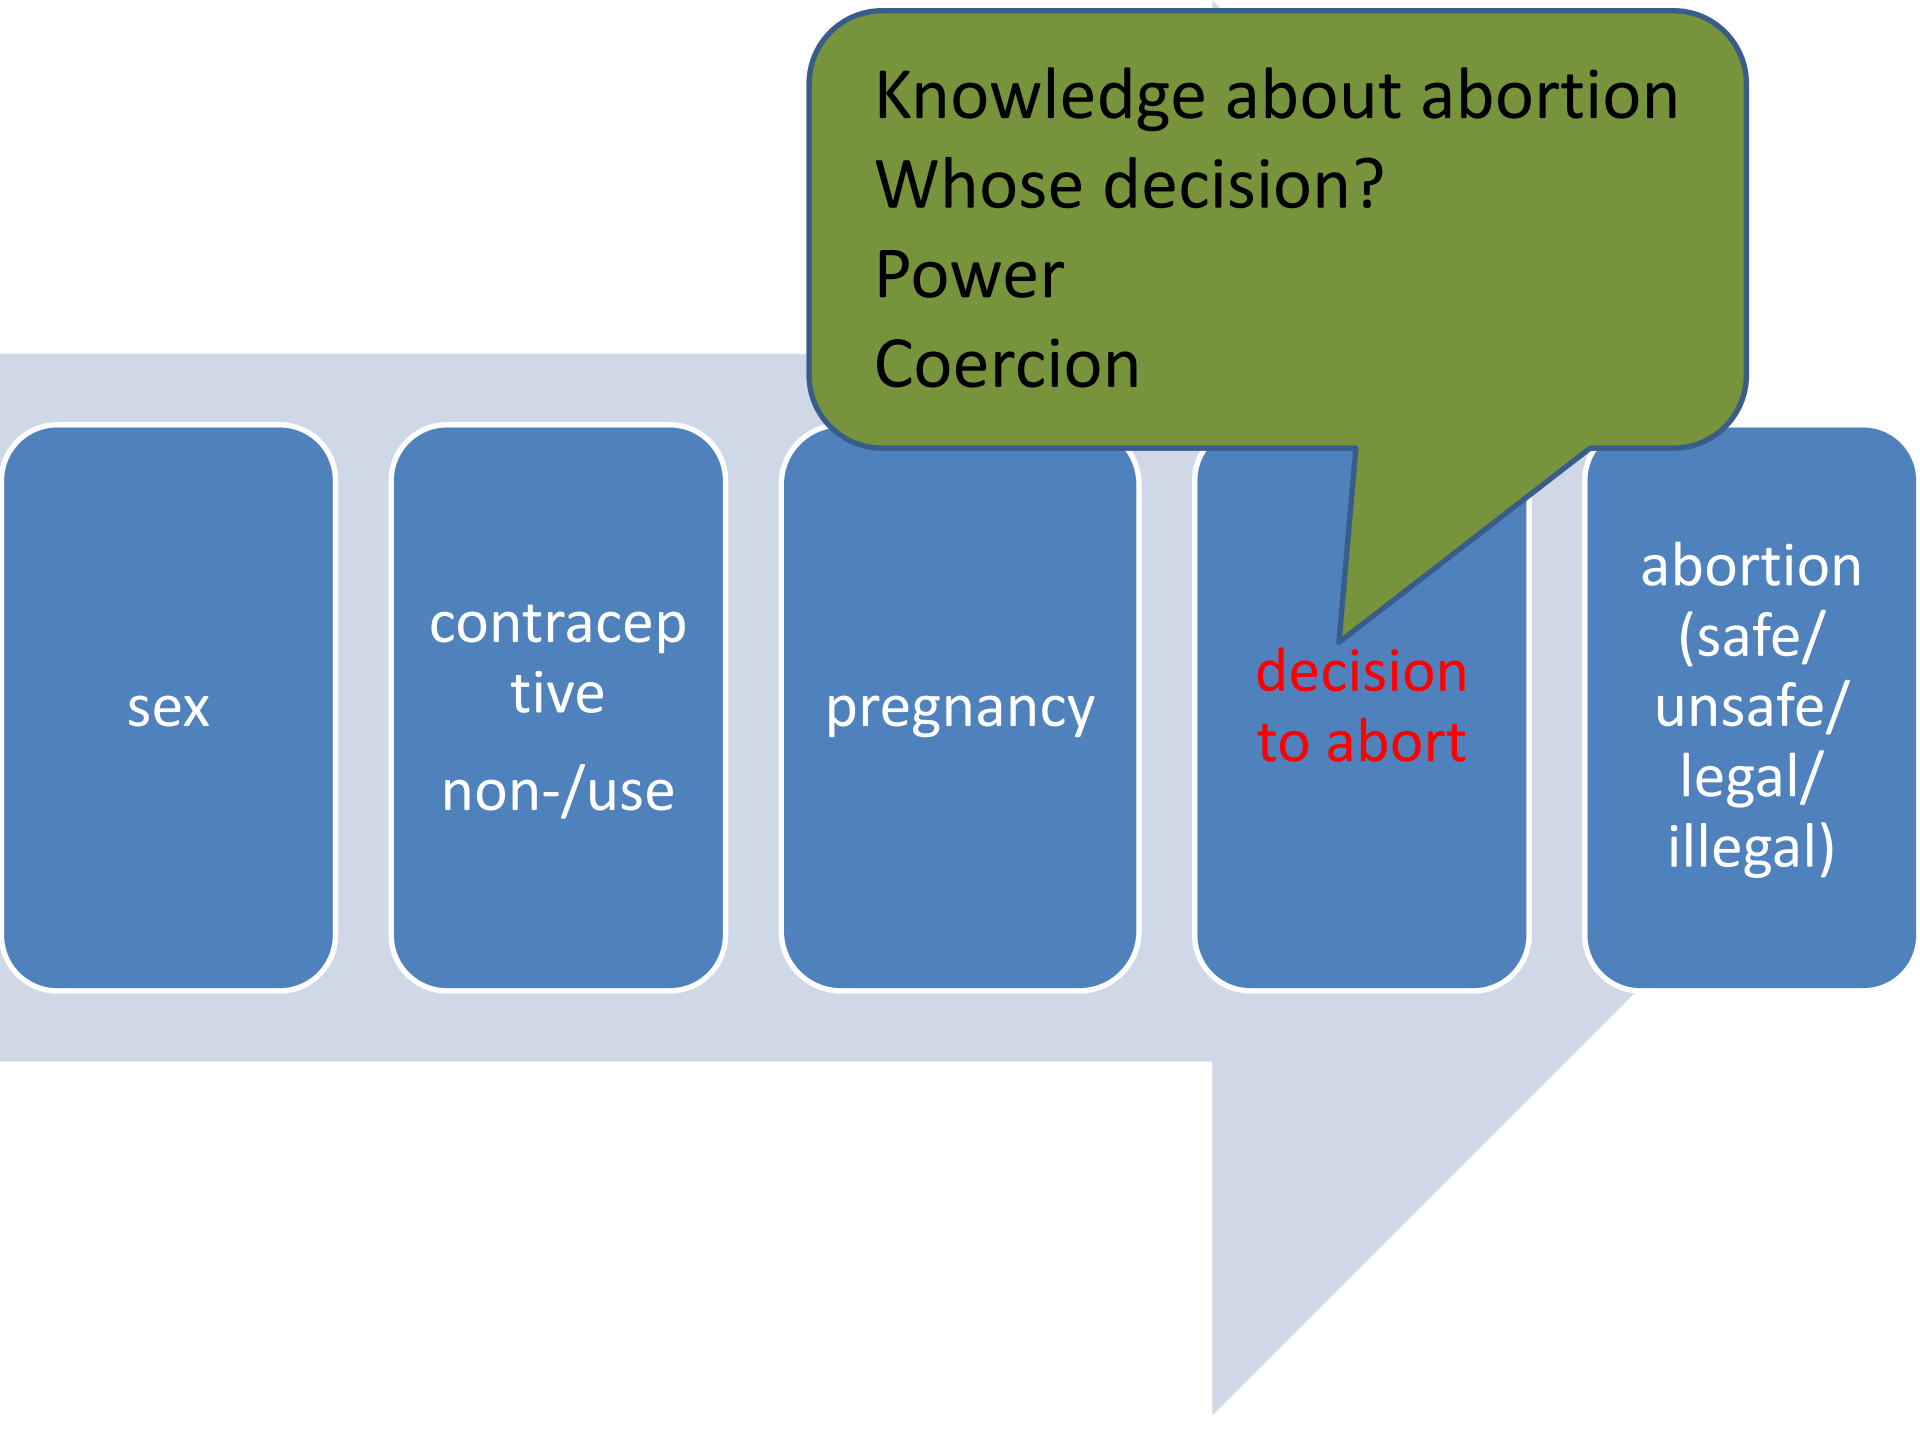 Knowledge about abortion
Whose decision?
Power
Coercion
sex
contracep
tive
non-/use
pregnancy
decision
to abort
abortion
(safe/
unsafe/
legal/
illegal)